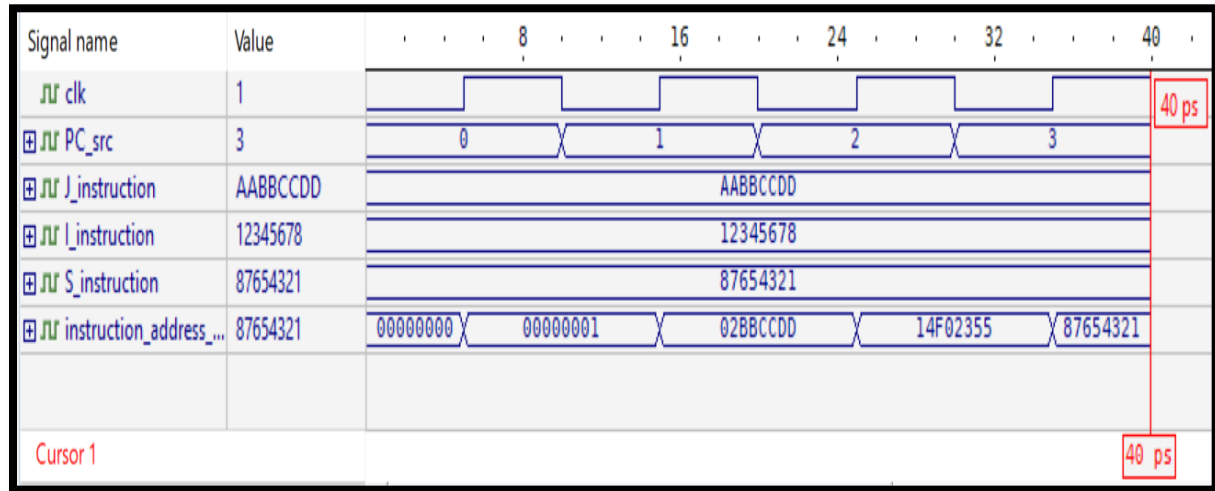 Signal name Value 8 16 24 32 40
clk 1 40 ps
PC_src 3 0 1 2 3
J_instruction AABBCCDD AABBCCDD
I_instruction 12345678 12345678
S_instruction 87654321 87654321
instruction_address_... 87654321 00000000 00000001 02BBCCDD 14F02355 87654321
Cursor 1 40 ps